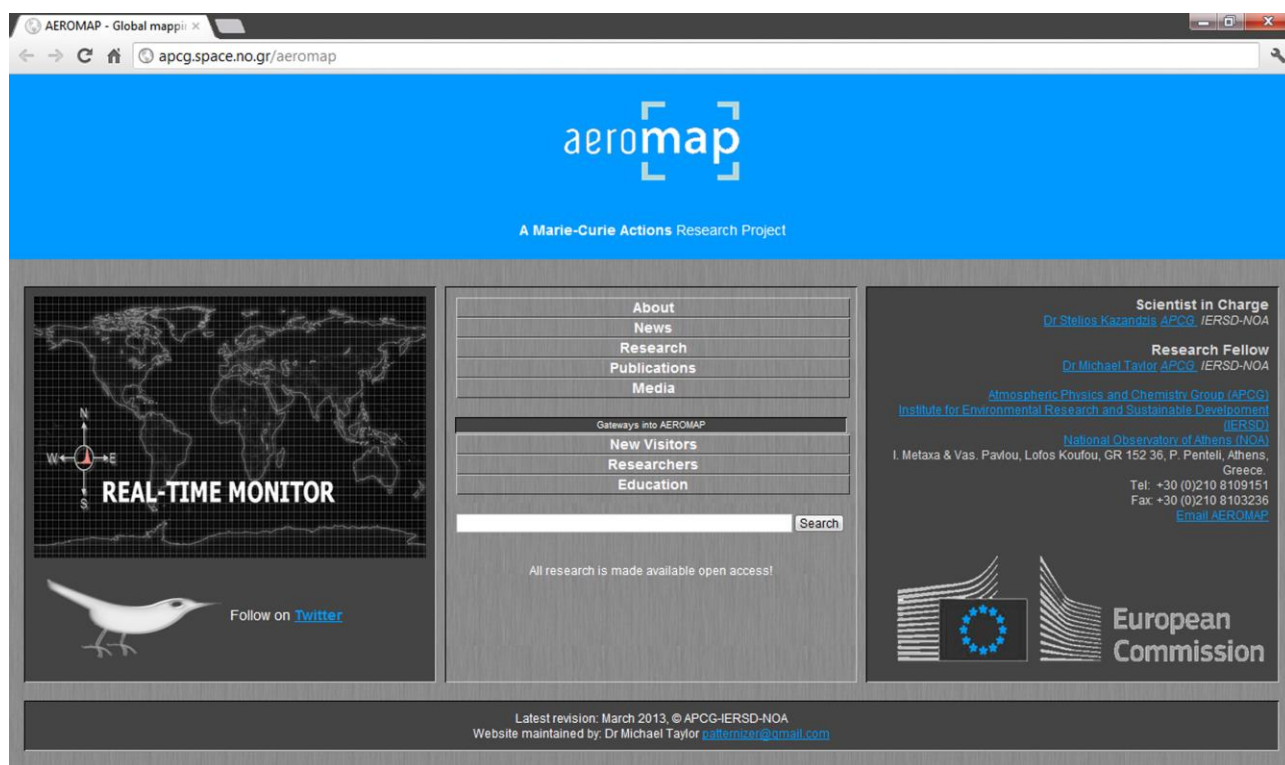 AEROMAP - Global mappi
apcg.space.no.gr/aeromap
aeromap
A Marie-Curie Actions Research Project
N
W
E
S
REAL-TIME MONITOR
Follow on Twitter
About
News
Research
Publications
Media
Gateways into AEROMAP
New Visitors
Researchers
Education
Search
All research is made available open access!
Scientist in Charge
Dr Stelios Kazandzis APCG IERSD-NOA
Research Fellow
Dr Michael Taylor APCG IERSD-NOA
Atmospheric Physics and Chemistry Group (APCG)
Institute for Environmental Research and Sustainable Develpoment
(IERSD)
National Observatory of Athens (NOA)
I. Metaxa & Vas. Pavlou, Lofos Koufou, GR 152 36, P. Penteli, Athens,
Greece.
Tel: +30 (0)210 8109151
Fax: +30 (0)210 8103236
Email AEROMAP
European
Commission
Latest revision: March 2013, © APCG-IERSD-NOA
Website maintained by: Dr Michael Taylor patternizer@gmail.com